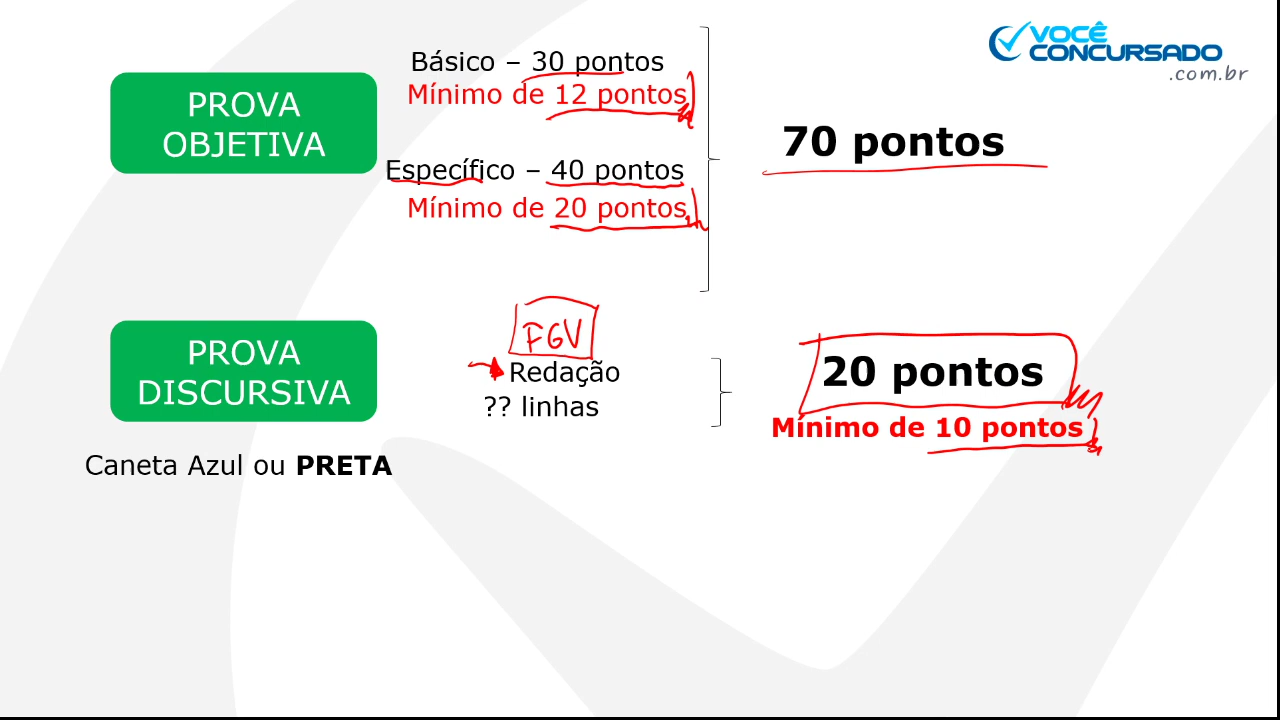 VOCÊ
CONCURSADO
.com.br
PROVA
OBJETIVA
Básico – 30 pontos
Mínimo de 12 pontos
Específico – 40 pontos
Mínimo de 20 pontos
70 pontos
PROVA
DISCURSIVA
FGV
Redação
?? linhas
20 pontos
Mínimo de 10 pontos
Caneta Azul ou PRETA